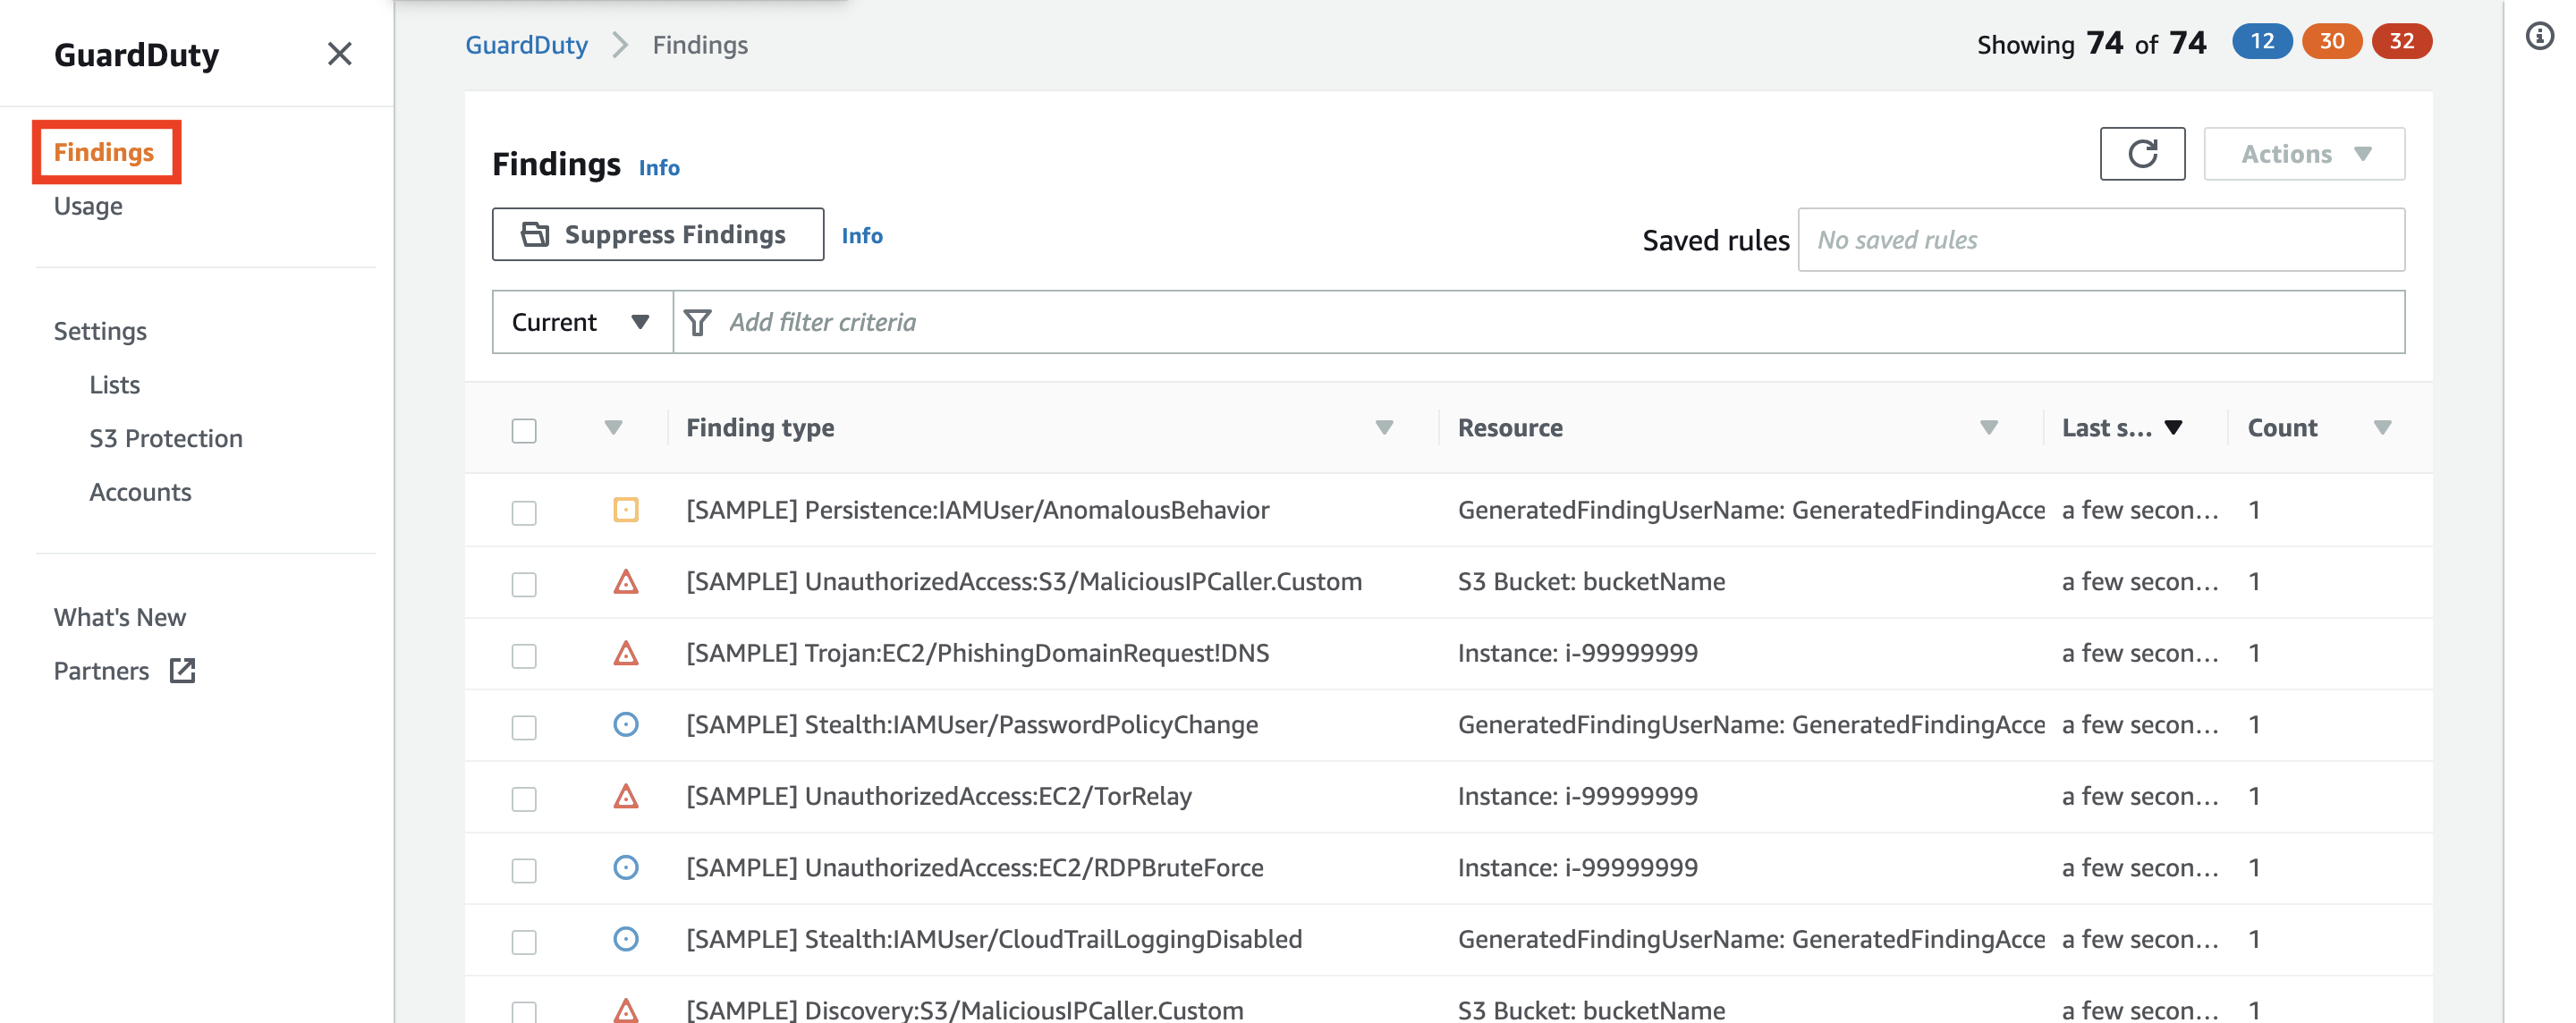 GuardDuty
Findings
Usage
Settings
Lists
S3 Protection
Accounts
What's New
Partners
GuardDuty Findings
Showing 74 of 74 12 30 32
Findings Info
Actions
Suppress Findings Info
Saved rules No saved rules
Current Add filter criteria
Finding type Resource Last s... Count
[SAMPLE] Persistence:IAMUser/AnomalousBehavior GeneratedFindingUserName: GeneratedFindingAcce a few secon... 1
[SAMPLE] UnauthorizedAccess:S3/MaliciousIPCaller.Custom S3 Bucket: bucketName a few secon... 1
[SAMPLE] Trojan:EC2/PhishingDomainRequest!DNS Instance: i-99999999 a few secon... 1
[SAMPLE] Stealth:IAMUser/PasswordPolicyChange GeneratedFindingUserName: GeneratedFindingAcce a few secon... 1
[SAMPLE] UnauthorizedAccess:EC2/TorRelay Instance: i-99999999 a few secon... 1
[SAMPLE] UnauthorizedAccess:EC2/RDPBruteForce Instance: i-99999999 a few secon... 1
[SAMPLE] Stealth:IAMUser/CloudTrailLoggingDisabled GeneratedFindingUserName: GeneratedFindingAcce a few secon... 1
[SAMPLE] Discovery:S3/MaliciousIPCaller.Custom S3 Bucket: bucketName a few secon... 1